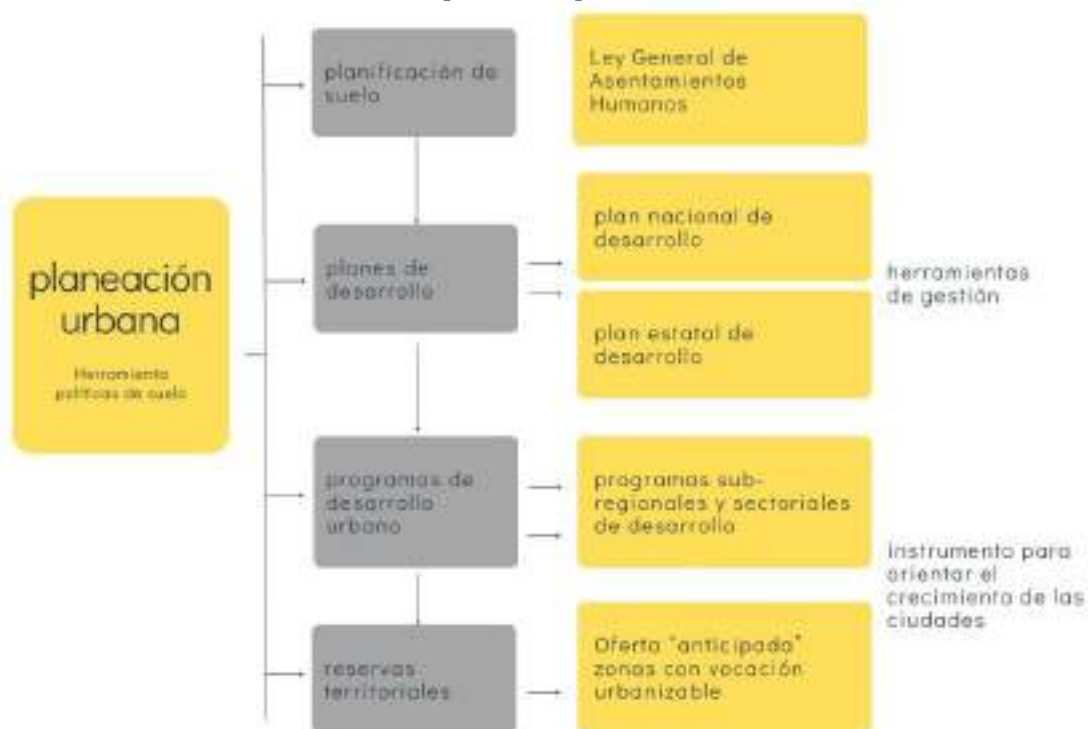 planeación
urbana
Herramienta
políticas de suelo
planificación de
suelo
Ley General de
Asentamientos
Humanos
planes de
desarrollo
plan nacional de
desarrollo
plan estatal de
desarrollo
herramientas
de gestión
programas de
desarrollo
urbano
programas sub-
regionales y sectoriales
de desarrollo
instrumento para
orientar el
crecimiento de las
ciudades
reservas
territoriales
Oferta "anticipada"
zonas con vocación
urbanizable